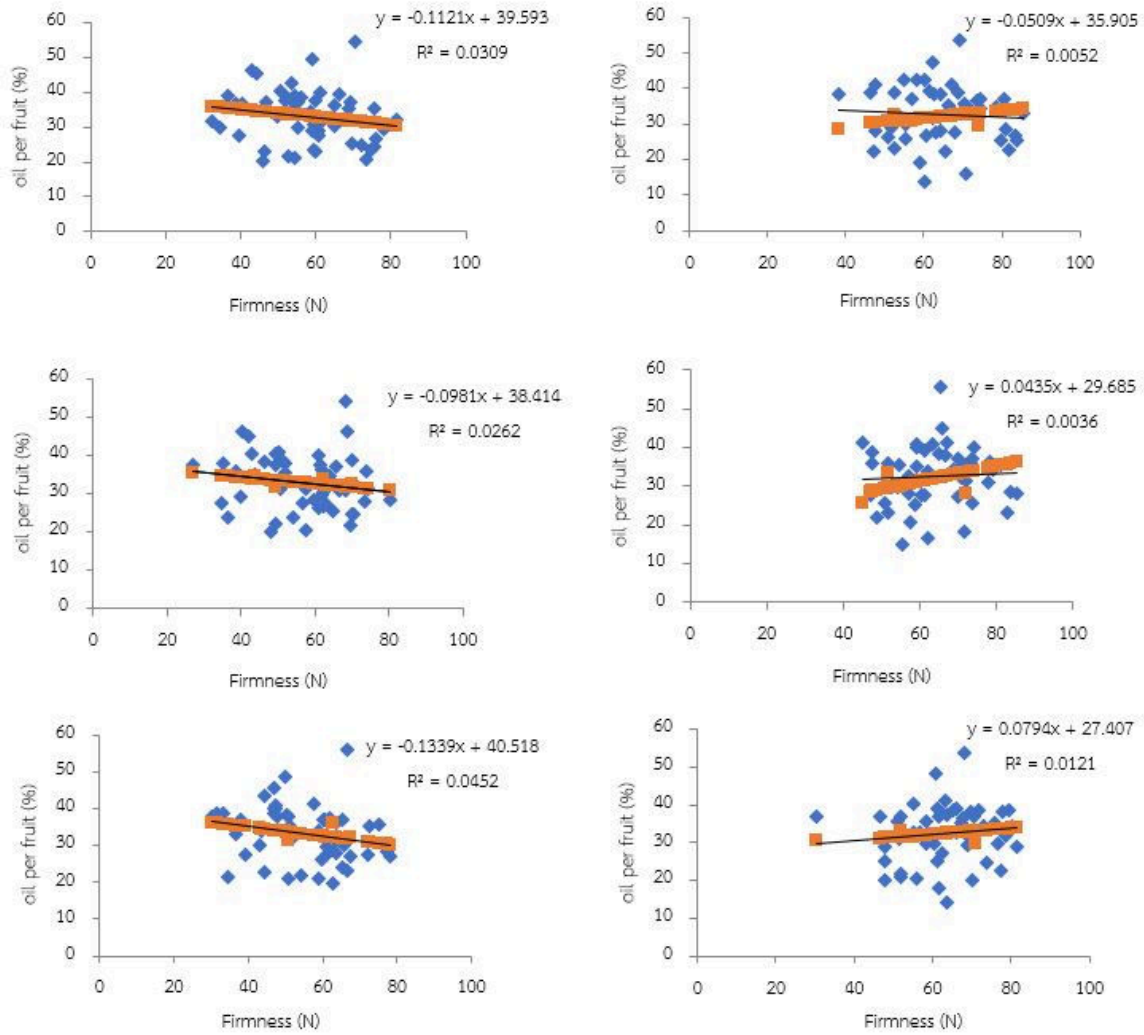 y = -0.1121x + 39.593
R² = 0.0309
oil per fruit (%)
60
50
40
30
20
10
0
0 20 40 60 80 100
Firmness (N)
y = -0.0509x + 35.905
R² = 0.0052
oil per fruit (%)
60
50
40
30
20
10
0
0 20 40 60 80 100
Firmness (N)
y = -0.0981x + 38.414
R² = 0.0262
oil per fruit (%)
60
50
40
30
20
10
0
0 20 40 60 80 100
Firmness (N)
y = 0.0435x + 29.685
R² = 0.0036
oil per fruit (%)
60
50
40
30
20
10
0
0 20 40 60 80 100
Firmness (N)
y = -0.1339x + 40.518
R² = 0.0452
oil per fruit (%)
60
50
40
30
20
10
0
0 20 40 60 80 100
Firmness (N)
y = 0.0794x + 27.407
R² = 0.0121
oil per fruit (%)
60
50
40
30
20
10
0
0 20 40 60 80 100
Firmness (N)